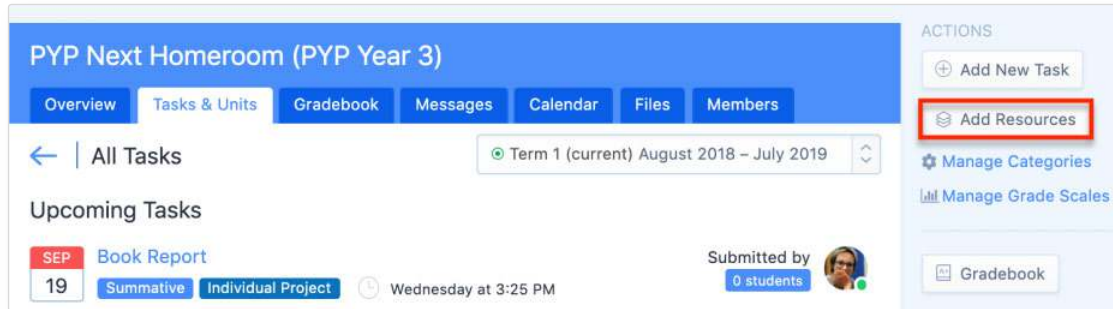 PYP Next Homeroom (PYP Year 3)
Overview Tasks & Units Gradebook Messages Calendar Files Members
All Tasks
Term 1 (current) August 2018 – July 2019
Upcoming Tasks
SEP
19
Book Report
Summative Individual Project Wednesday at 3:25 PM
Submitted by
0 students
ACTIONS
Add New Task
Add Resources
Manage Categories
Manage Grade Scales
A+
Gradebook